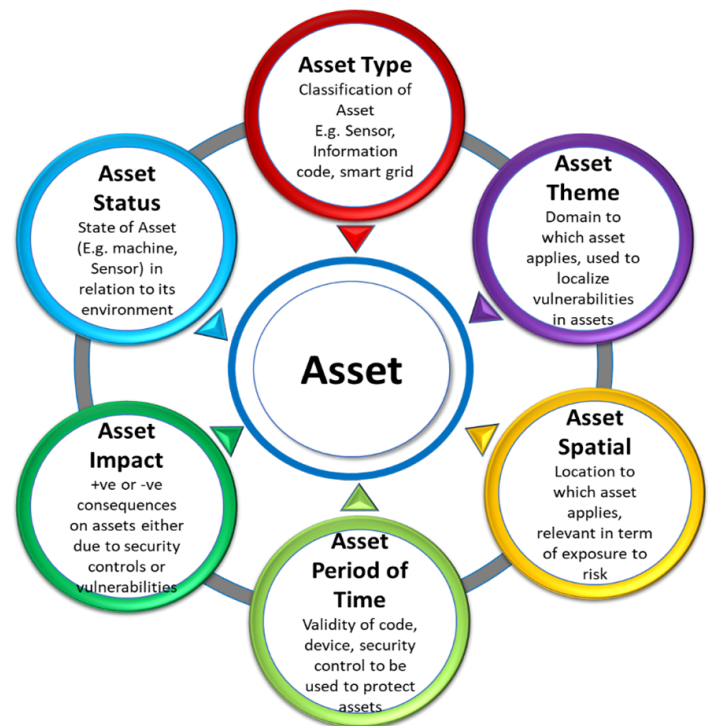 Asset Type
Classification of
Asset
E.g. Sensor,
Information
code, smart grid
Asset
Theme
Domain to
which asset
applies, used to
localize
vulnerabilities
in assets
Asset
Spatial
Location to
which asset
applies,
relevant in term
of exposure to
risk
Asset
Period of
Time
Validity of code,
device, security
control to be
used to protect
assets
Asset
Impact
+ve or -ve
consequences
on assets either
due to security
controls or
vulnerabilities
Asset
Status
State of Asset
(E.g. machine,
Sensor) in
relation to its
environment
Asset